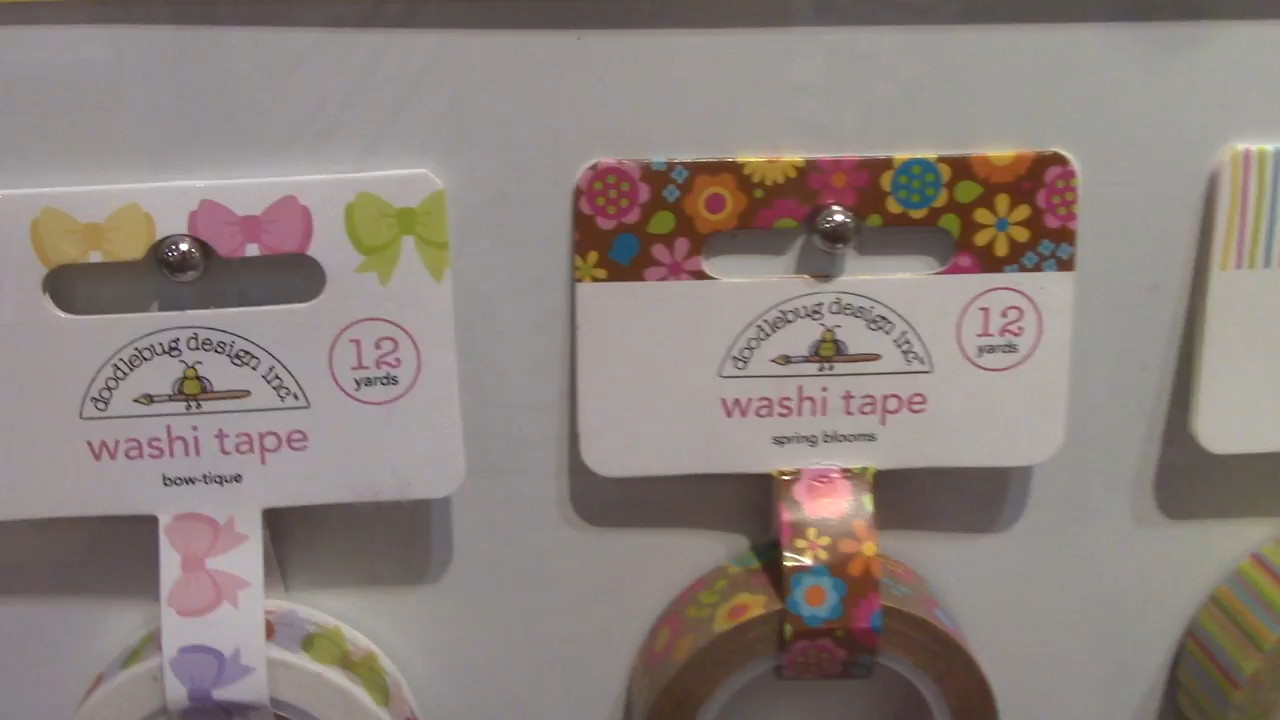 doodlebug design inc.
12
yards
washi tape
bow-tique
doodlebug design inc.
12
yards
washi tape
spring blooms